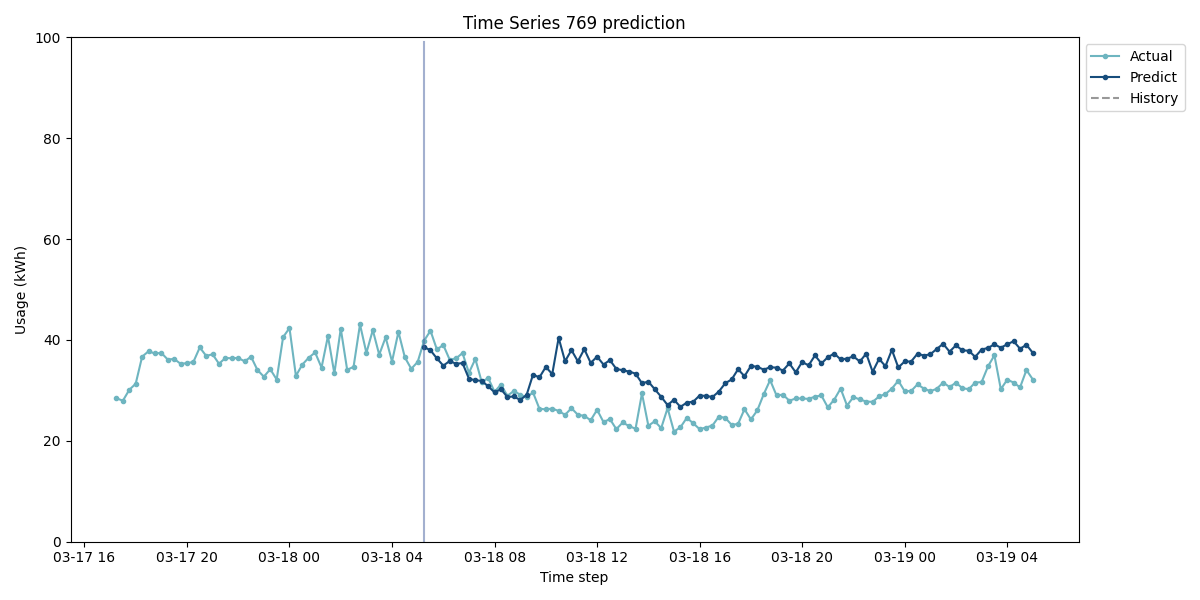 Time Series 769 prediction
100
80
60
40
20
0
Usage (kWh)
03-17 16
03-17 20
03-18 00
03-18 04
03-18 08
03-18 12
03-18 16
03-18 20
03-19 00
03-19 04
Time step
Actual
Predict
History